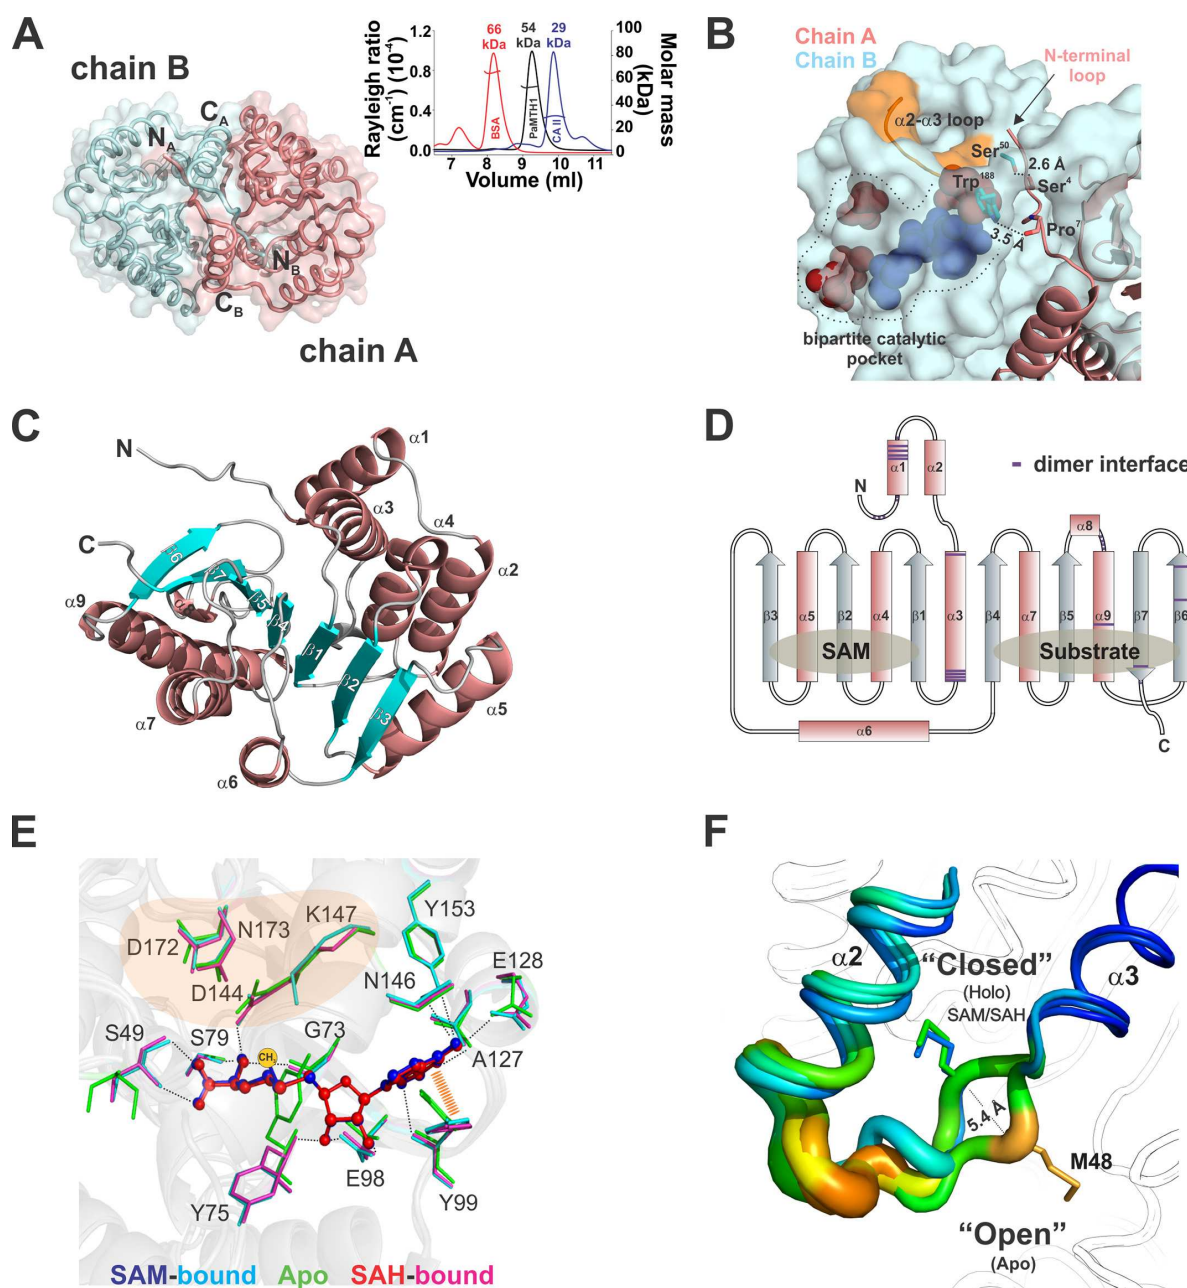 A
chain B
N_A
C_A
N_B
C_B
chain A
66 kDa
54 kDa
29 kDa
Rayleigh ratio
(cm⁻¹) (10⁻⁴)
1.2
0.8
0.4
0.0
100
80
60
40
20
0
Molar mass
(kDa)
BSA
PaMTH1
CA II
7 8 9 10 11
Volume (ml)
B
Chain A
Chain B
N-terminal
loop
α2-α3 loop
Ser⁵⁰
2.6 Å
Trp¹⁸⁸
Ser⁴
Pro⁷
3.5 Å
bipartite catalytic
pocket
C
N
C
α1
α3
α4
α2
α9
β6
β7
β5
β4
β1
β2
β3
α5
α7
α6
D
dimer interface
N
α1
α2
α8
β3
α5
β2
α4
β1
α3
β4
α7
β5
α9
β7
β6
SAM
Substrate
α6
C
E
D172
N173
K147
Y153
D144
N146
E128
S49
S79
G73
CH₃
A127
E98
Y75
Y99
SAM-bound Apo SAH-bound
F
α2
“Closed”
(Holo)
SAM/SAH
α3
5.4 Å
M48
“Open”
(Apo)